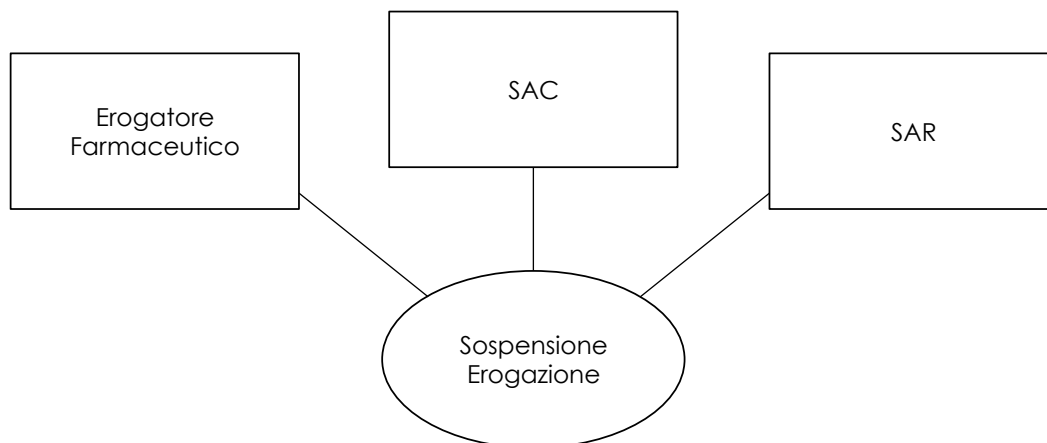 Erogatore
Farmaceutico
SAC
SAR
Sospensione
Erogazione